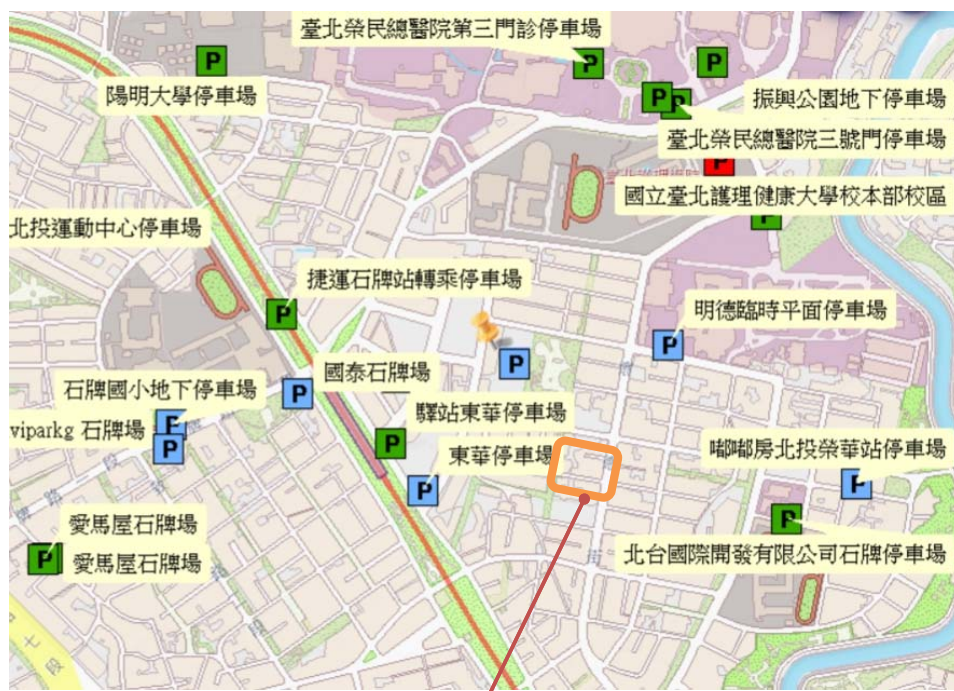 臺北榮民總醫院第三門診停車場
P
P
P
陽明大學停車場
P
P
振興公園地下停車場
臺北榮民總醫院三號門停車場
P
國立臺北護理健康大學校本部校區
P
北投運動中心停車場
捷運石牌站轉乘停車場
P
明德臨時平面停車場
P
P
國泰石牌場
石牌國小地下停車場
P
驛站東華停車場
viparkg 石牌場
P
P
P
東華停車場
P
嘟嘟房北投榮華站停車場
P
愛馬屋石牌場
P
北台國際開發有限公司石牌停車場
P
愛馬屋石牌場
七段